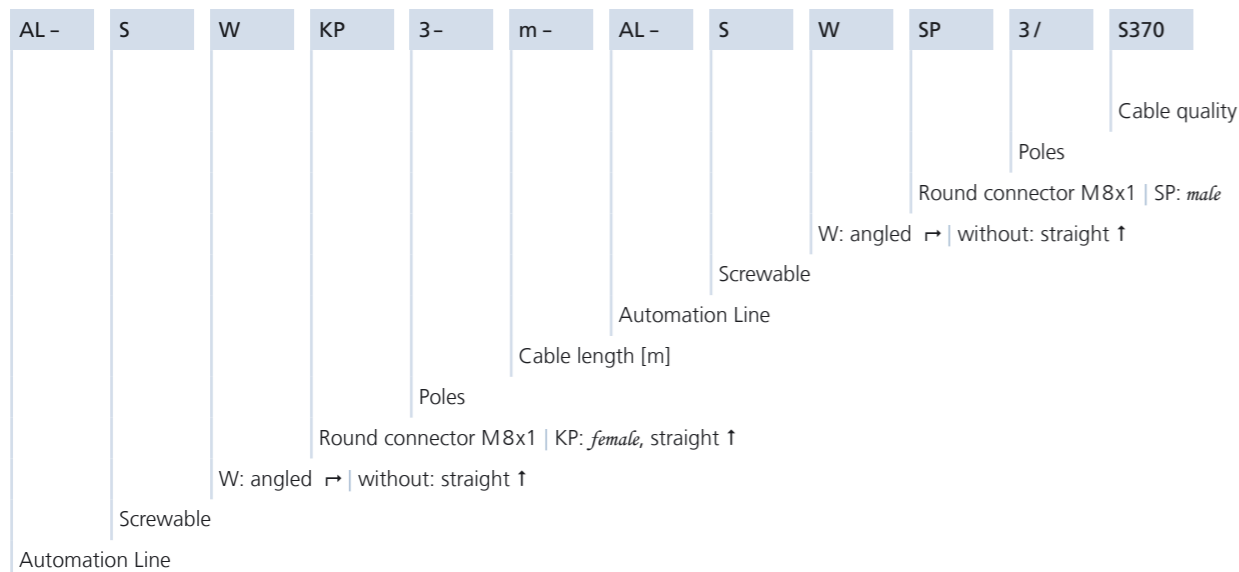 AL – S W KP 3 – m – AL – S W SP 3 / S370
Cable quality
Poles
Round connector M8x1 | SP: male
W: angled ↱ | without: straight ↑
Screwable
Automation Line
Cable length [m]
Poles
Round connector M8x1 | KP: female, straight ↑
W: angled ↱ | without: straight ↑
Screwable
Automation Line